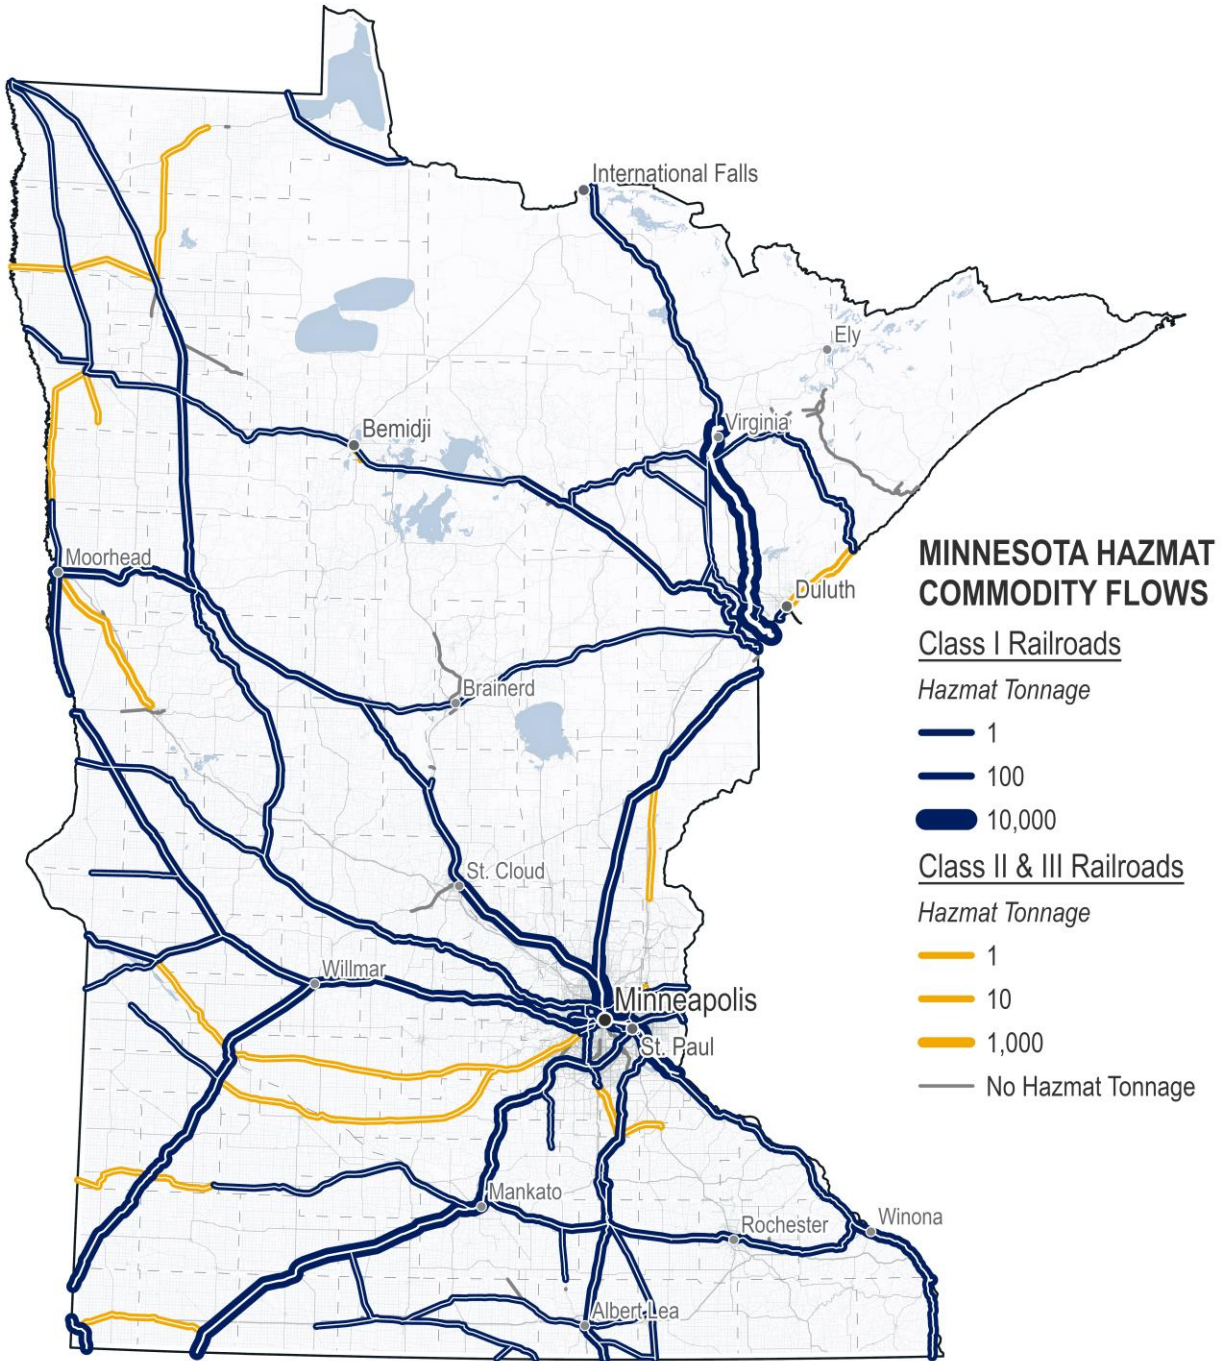 International Falls
Ely
Virginia
Bemidji
Moorhead
Duluth
Brainerd
St. Cloud
Willmar
Minneapolis
St. Paul
Mankato
Rochester
Winona
Albert Lea
MINNESOTA HAZMAT
COMMODITY FLOWS
Class I Railroads
Hazmat Tonnage
1
100
10,000
Class II & III Railroads
Hazmat Tonnage
1
10
1,000
No Hazmat Tonnage